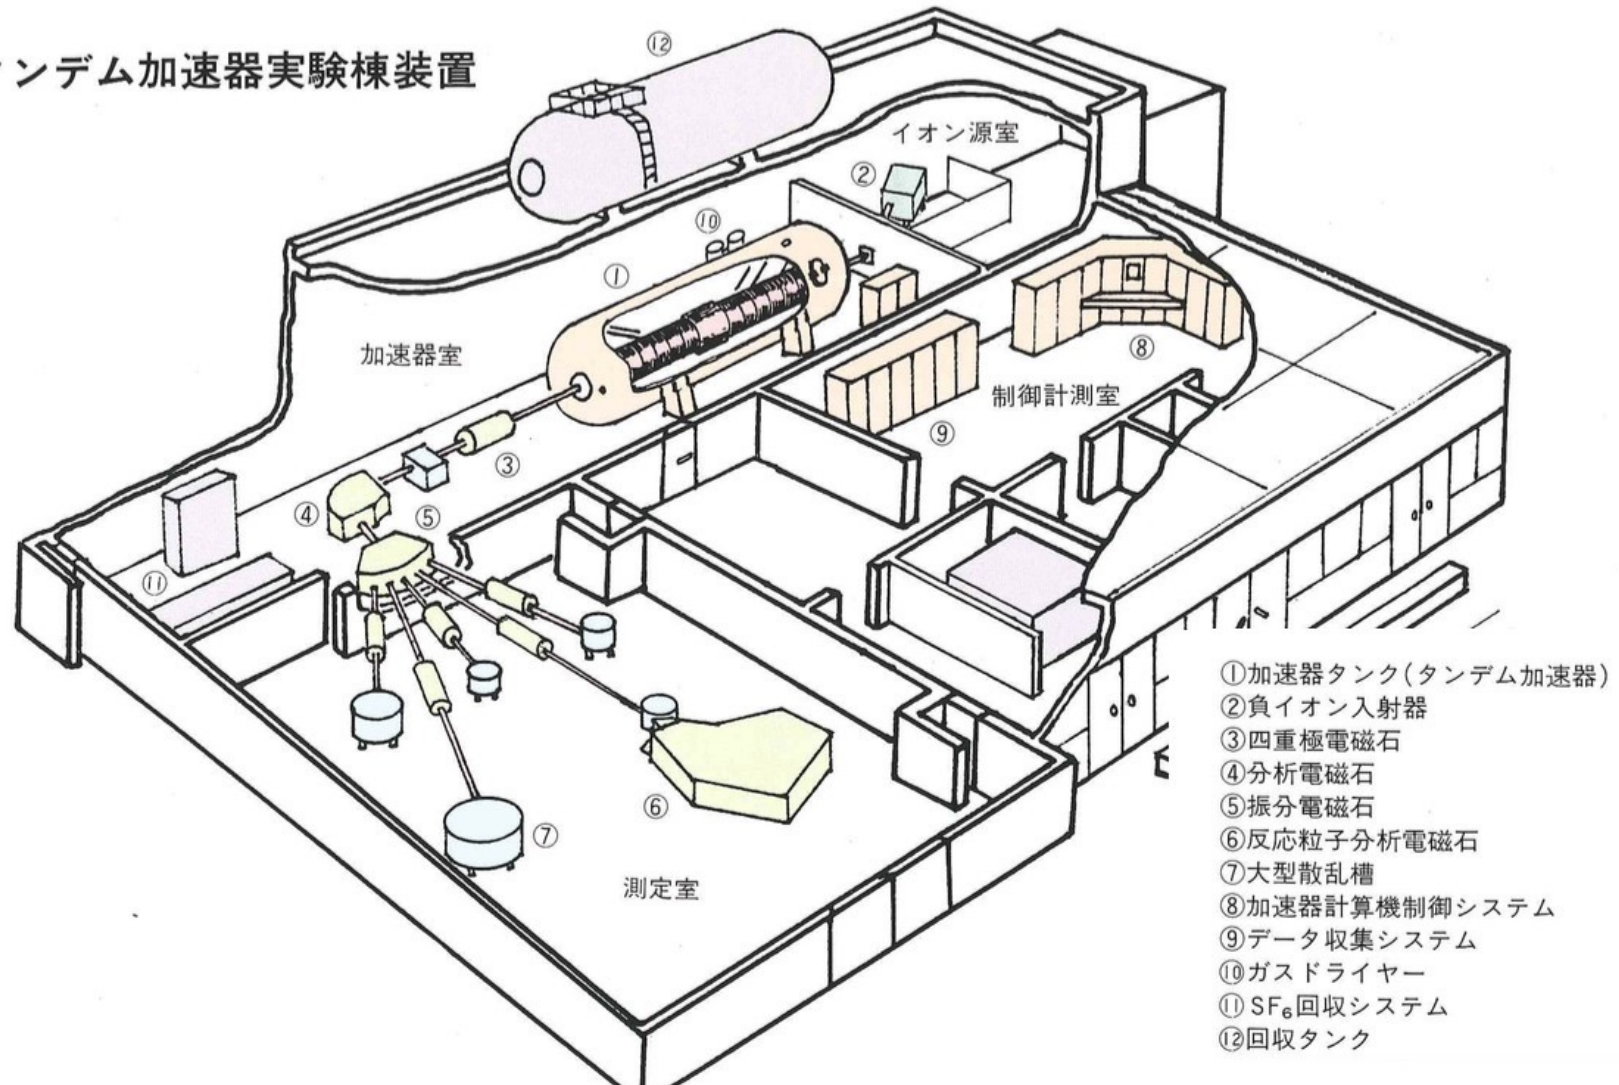 ンデム加速器実験棟装置
⑫
イオン源室
②
⑩
①
加速器室
⑧
制御計測室
⑨
③
④
⑤
⑪
⑥
⑦
測定室
①加速器タンク(タンデム加速器)
②負イオン入射器
③四重極電磁石
④分析電磁石
⑤振分電磁石
⑥反応粒子分析電磁石
⑦大型散乱槽
⑧加速器計算機制御システム
⑨データ収集システム
⑩ガスドライヤー
⑪SF₆回収システム
⑫回収タンク